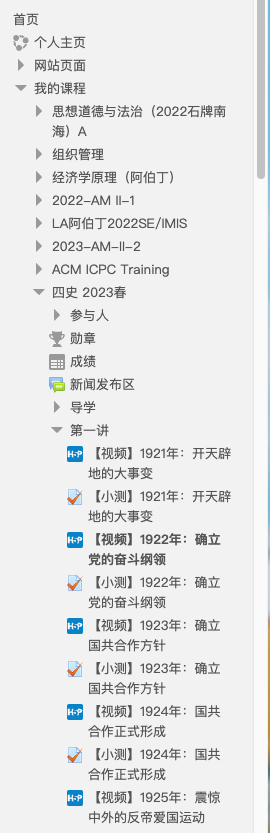 首页
个人主页
网站页面
我的课程
思想道德与法治（2022石牌南
海）A
组织管理
经济学原理（阿伯丁）
2022-AM II-1
LA阿伯丁2022SE/IMIS
2023-AM-II-2
ACM ICPC Training
四史 2023春
参与人
勋章
成绩
新闻发布区
导学
第一讲
H-P 【视频】1921年：开天辟
地的大事变
【小测】1921年：开天辟
地的大事变
H-P 【视频】1922年：确立
党的奋斗纲领
【小测】1922年：确立
党的奋斗纲领
H-P 【视频】1923年：确立
国共合作方针
【小测】1923年：确立
国共合作方针
H-P 【视频】1924年：国共
合作正式形成
【小测】1924年：国共
合作正式形成
H-P 【视频】1925年：震惊
中外的反帝爱国运动